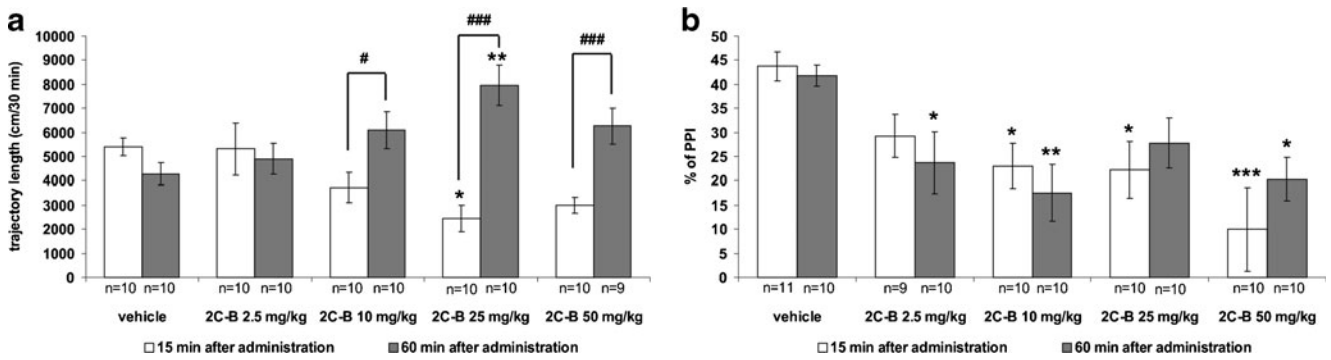 a
trajectory length (cm/30 min)
10000
9000
8000
7000
6000
5000
4000
3000
2000
1000
0
#
###
###
**
*
n=10 n=10 n=10 n=10 n=10 n=10 n=10 n=10 n=10 n=9
vehicle 2C-B 2.5 mg/kg 2C-B 10 mg/kg 2C-B 25 mg/kg 2C-B 50 mg/kg
15 min after administration 60 min after administration
b
% of PPI
50
45
40
35
30
25
20
15
10
5
0
* * ** * *** *
n=11 n=10 n=9 n=10 n=10 n=10 n=10 n=10 n=10 n=10
vehicle 2C-B 2.5 mg/kg 2C-B 10 mg/kg 2C-B 25 mg/kg 2C-B 50 mg/kg
15 min after administration 60 min after administration